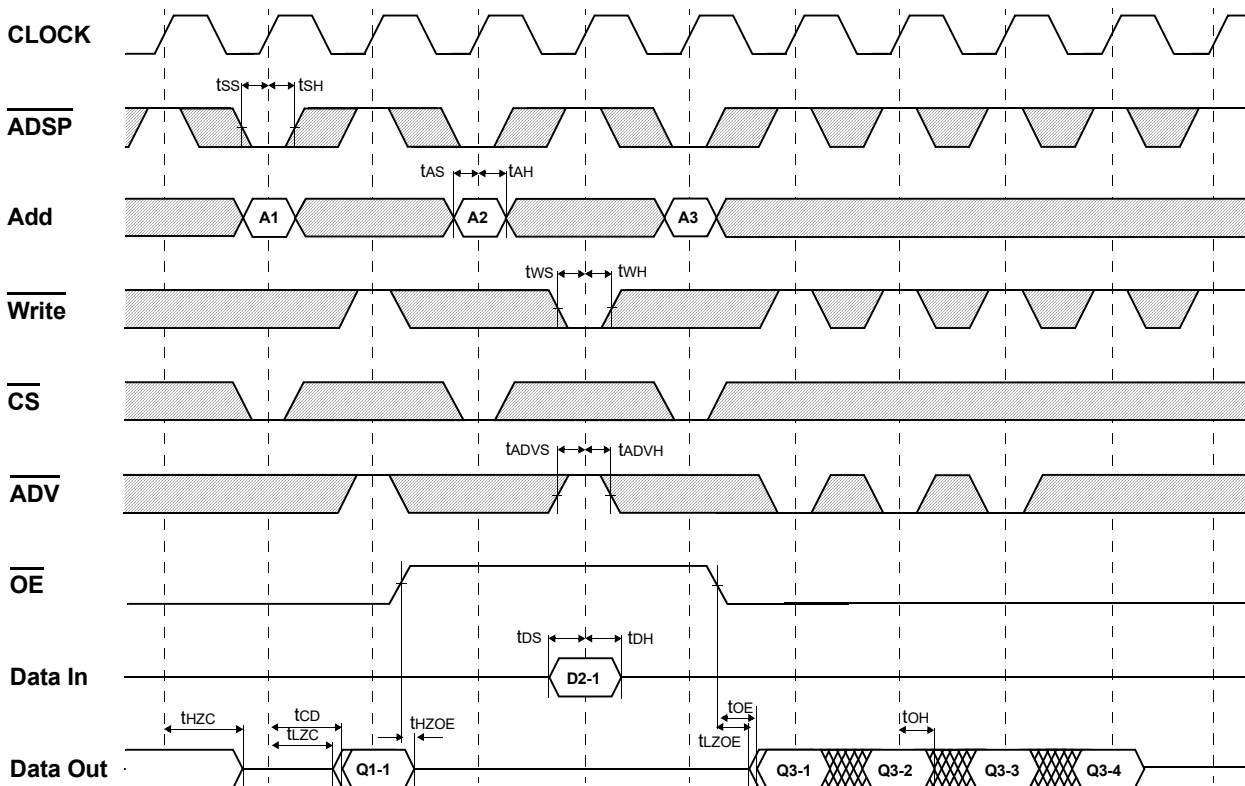 CLOCK
tSS tSH
ADSP
tAS tAH
Add A1 A2 A3
tWS tWH
Write
CS
tADVS tADVH
ADV
OE
tDS tDH
Data In D2-1
tHZC tCD tHZOE tOE tOH
tLZC tLZOE
Data Out Q1-1 Q3-1 Q3-2 Q3-3 Q3-4